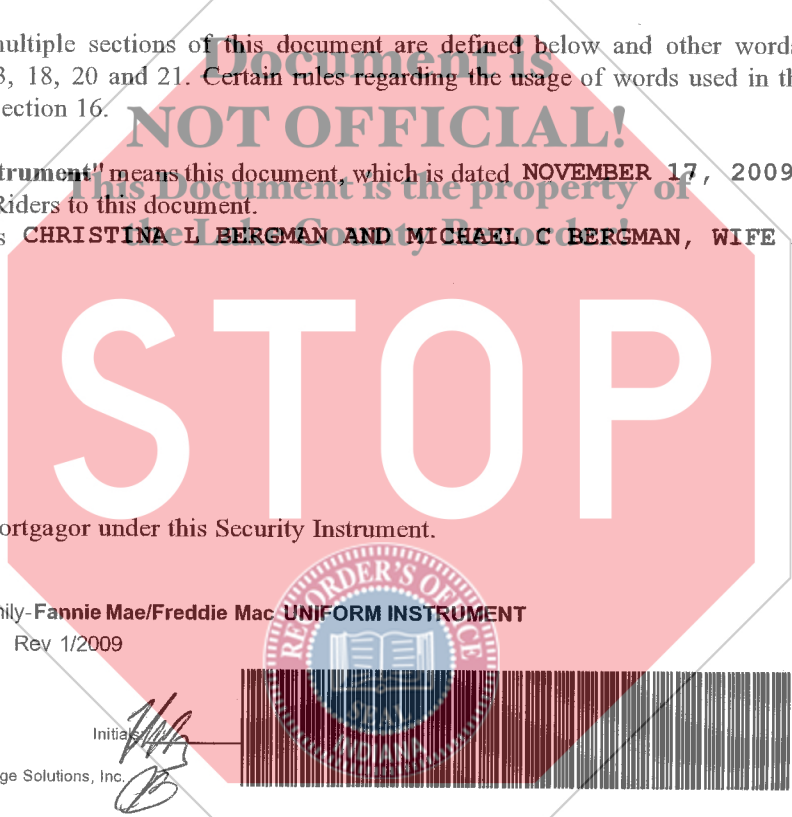 multiple sections of this document are defined below and other words
3, 18, 20 and 21. Certain rules regarding the usage of words used in th
ection 16.
Document is
NOT OFFICIAL!
This Document is the property of
the Lake County Recorder!
trument" means this document, which is dated NOVEMBER 17, 2009
Riders to this document.
s CHRISTINA L BERGMAN AND MICHAEL C BERGMAN, WIFE
STOP
ortgagor under this Security Instrument.
nily-Fannie Mae/Freddie Mac UNIFORM INSTRUMENT
Rev 1/2009
RECORDER'S OFFICE
SEAL
INDIANA
Initials
ge Solutions, Inc.